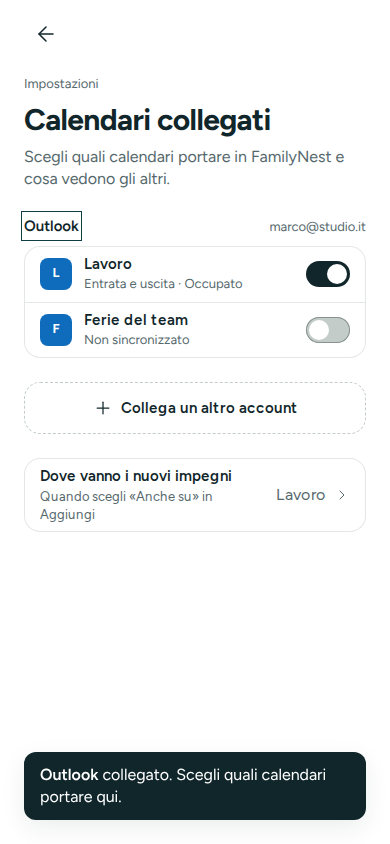 Impostazioni
Calendari collegati
Scegli quali calendari portare in FamilyNest e
cosa vedono gli altri.
Outlook
marco@studio.it
L
Lavoro
Entrata e uscita · Occupato
F
Ferie del team
Non sincronizzato
Collega un altro account
Dove vanno i nuovi impegni
Quando scegli «Anche su» in
Aggiungi
Lavoro
Outlook collegato. Scegli quali calendari
portare qui.